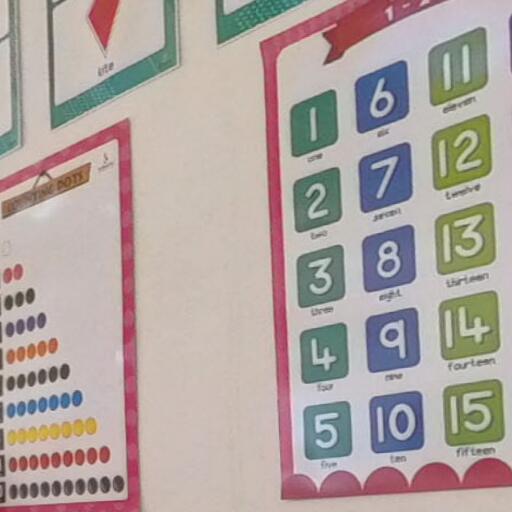 kite
COUNTING DOTS
1 -
1
one
2
two
3
three
4
four
5
five
6
six
7
seven
8
eight
9
nine
10
ten
11
eleven
12
twelve
13
thirteen
14
fourteen
15
fifteen